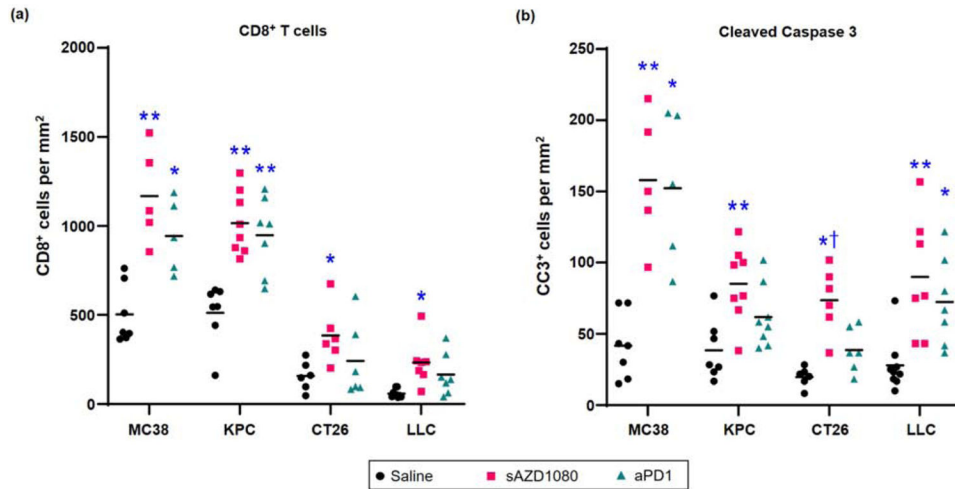 (a)
CD8⁺ T cells
CD8⁺ cells per mm²
2000
1500
1000
500
0
** * ** ** * *
MC38 KPC CT26 LLC
(b)
Cleaved Caspase 3
CC3⁺ cells per mm²
250
200
150
100
50
0
** * ** *† ** *
MC38 KPC CT26 LLC
Saline sAZD1080 aPD1